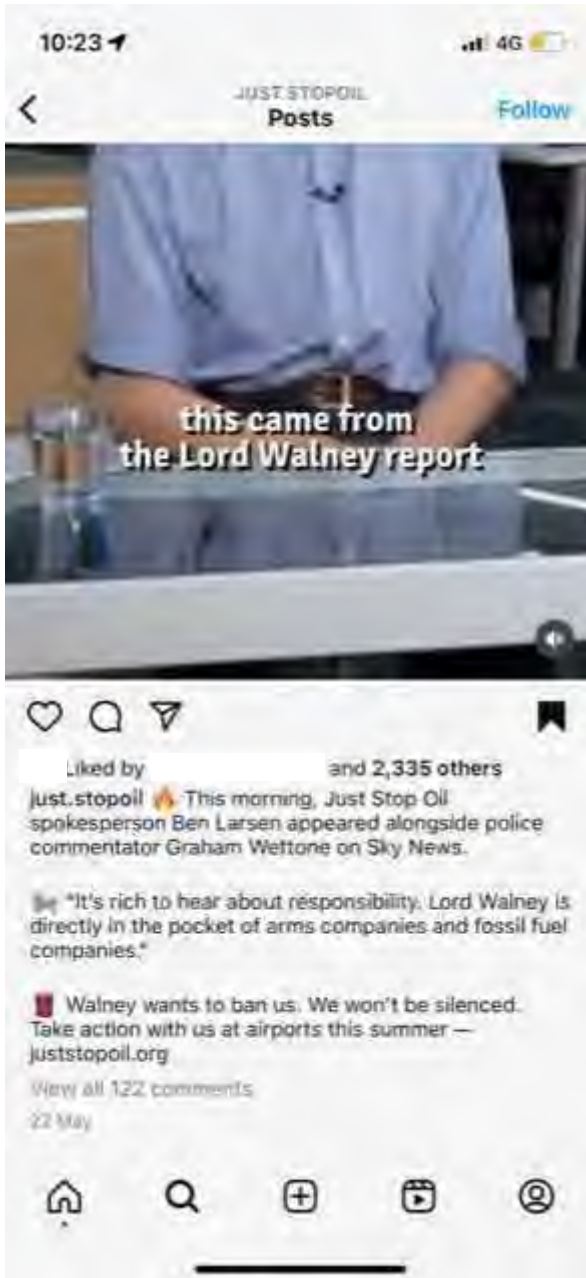 10:23
4G
JUST STOPOIL
Posts
Follow
this came from
the Lord Walney report
Liked by and 2,335 others
just.stopoil 🔥 This morning, Just Stop Oil
spokesperson Ben Larsen appeared alongside police
commentator Graham Wettone on Sky News.
"It's rich to hear about responsibility. Lord Walney is
directly in the pocket of arms companies and fossil fuel
companies."
Walney wants to ban us. We won't be silenced.
Take action with us at airports this summer —
juststopoil.org
View all 122 comments
22 May